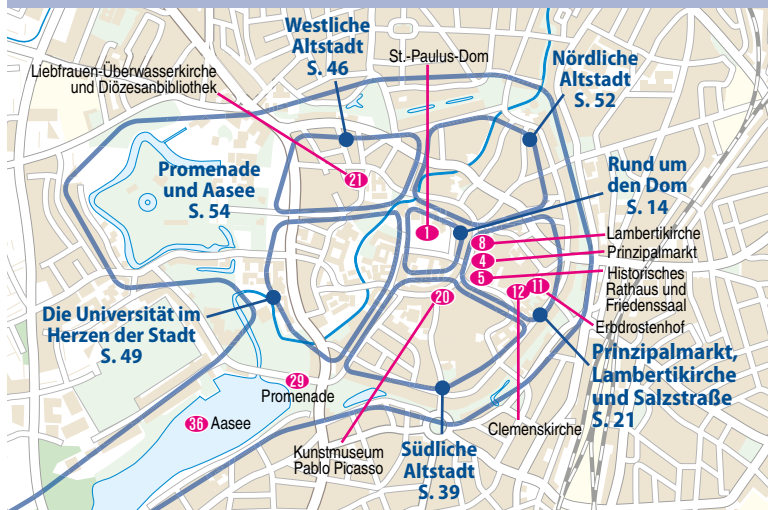 Westliche
Altstadt
S. 46
St.-Paulus-Dom
Nördliche
Altstadt
S. 52
Liebfrauen-Überwasserkirche
und Diözesanbibliothek
Promenade
und Aasee
S. 54
21
Rund um
den Dom
S. 14
1
8
Lambertikirche
4
Prinzipalmarkt
5
Historisches
Rathaus und
Friedenssaal
20
12
11
Erbdrostenhof
Die Universität im
Herzen der Stadt
S. 49
Prinzipalmarkt,
Lambertikirche
und Salzstraße
S. 21
29
Promenade
36
Aasee
Clemenskirche
Kunstmuseum
Pablo Picasso
Südliche
Altstadt
S. 39